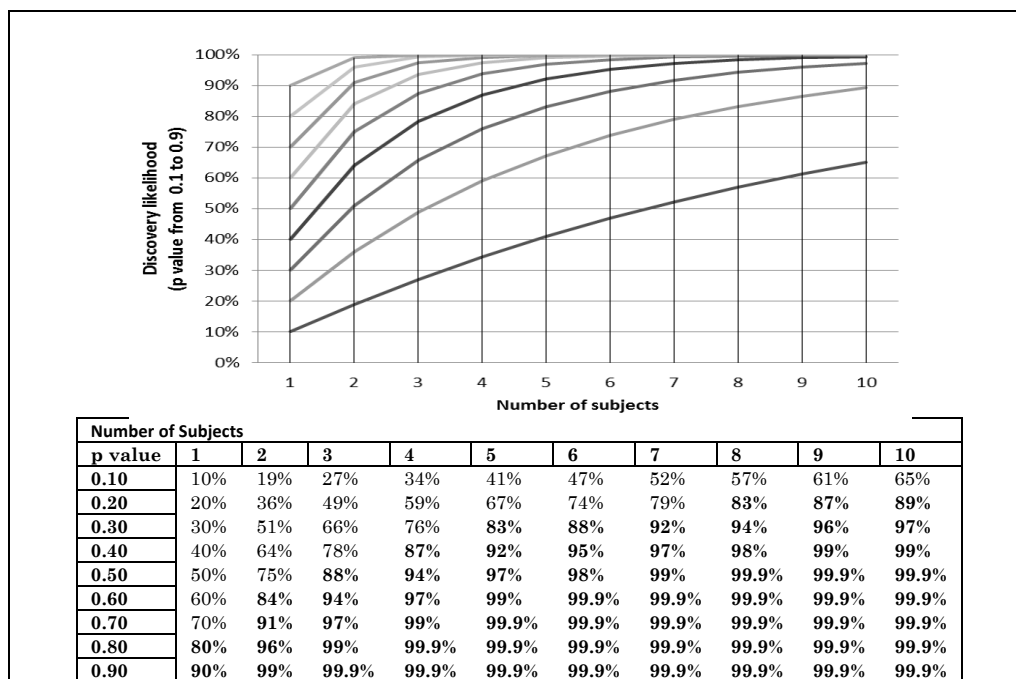 100%
90%
80%
70%
60%
50%
40%
30%
20%
10%
0%
Discovery likelihood
(p value from 0.1 to 0.9)
1 2 3 4 5 6 7 8 9 10
Number of subjects
Number of Subjects
p value 1 2 3 4 5 6 7 8 9 10
0.10 10% 19% 27% 34% 41% 47% 52% 57% 61% 65%
0.20 20% 36% 49% 59% 67% 74% 79% 83% 87% 89%
0.30 30% 51% 66% 76% 83% 88% 92% 94% 96% 97%
0.40 40% 64% 78% 87% 92% 95% 97% 98% 99% 99%
0.50 50% 75% 88% 94% 97% 98% 99% 99.9% 99.9% 99.9%
0.60 60% 84% 94% 97% 99% 99.9% 99.9% 99.9% 99.9% 99.9%
0.70 70% 91% 97% 99% 99.9% 99.9% 99.9% 99.9% 99.9% 99.9%
0.80 80% 96% 99% 99.9% 99.9% 99.9% 99.9% 99.9% 99.9% 99.9%
0.90 90% 99% 99.9% 99.9% 99.9% 99.9% 99.9% 99.9% 99.9% 99.9%